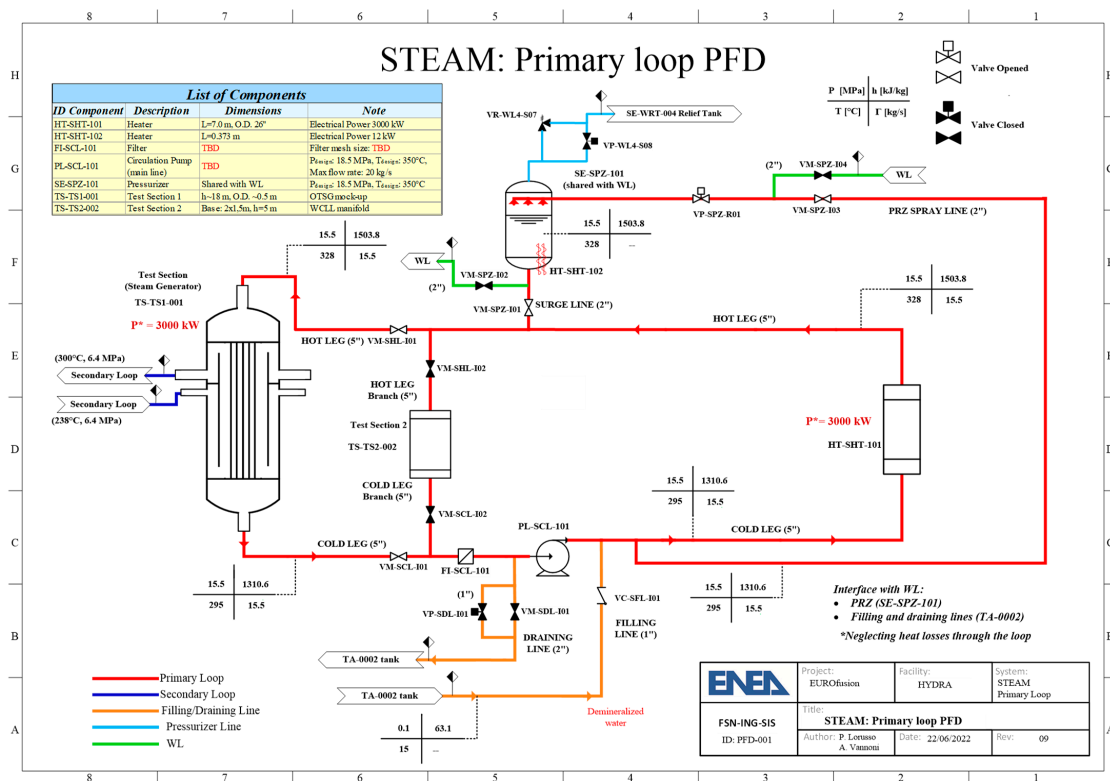 8 7 6 5 4 3 2 1
H
G
F
E
D
C
B
A
STEAM: Primary loop PFD
List of Components
ID Component Description Dimensions Note
HT-SHT-101 Heater L=7.0 m, O.D. 26" Electrical Power 3000 kW
HT-SHT-102 Heater L=0.373 m Electrical Power 12 kW
FI-SCL-101 Filter TBD Filter mesh size: TBD
PL-SCL-101 Circulation Pump (main line) TBD Pdesign: 18.5 MPa, Tdesign: 350°C, Max flow rate: 20 kg/s
SE-SPZ-101 Pressurizer Shared with WL Pdesign: 18.5 MPa, Tdesign: 350°C
TS-TS1-001 Test Section 1 h~18 m, O.D. ~0.5 m OTSG mock-up
TS-TS2-002 Test Section 2 Base: 2x1,5m, h=5 m WCLL manifold
P [MPa] h [kJ/kg]
T [°C] Γ [kg/s]
Valve Opened
Valve Closed
VR-WL4-S07
SE-WRT-004 Relief Tank
VP-WL4-S08
SE-SPZ-101
(shared with WL)
(2")
VM-SPZ-I04
WL
VP-SPZ-R01
VM-SPZ-I03
PRZ SPRAY LINE (2")
15.5 1503.8
328 15.5
15.5 1503.8
328 ...
HT-SHT-102
WL
VM-SPZ-I02
(2")
VM-SPZ-I01
SURGE LINE (2")
15.5 1503.8
328 15.5
Test Section
(Steam Generator)
TS-TS1-001
P* = 3000 kW
HOT LEG (5")
VM-SHL-I01
HOT LEG (5")
(300°C, 6.4 MPa)
Secondary Loop
Secondary Loop
(238°C, 6.4 MPa)
VM-SHL-I02
HOT LEG
Branch (5")
Test Section 2
TS-TS2-002
COLD LEG
Branch (5")
VM-SCL-I02
P* = 3000 kW
HT-SHT-101
15.5 1310.6
295 15.5
COLD LEG (5")
VM-SCL-I01
FI-SCL-101
PL-SCL-101
COLD LEG (5")
15.5 1310.6
295 15.5
15.5 1310.6
295 15.5
(1")
VP-SDL-I01
VM-SDL-I01
DRAINING
LINE (2")
VC-SFL-I01
FILLING
LINE (1")
TA-0002 tank
TA-0002 tank
Demineralized
water
0.1 63.1
15 ...
Interface with WL:
• PRZ (SE-SPZ-101)
• Filling and draining lines (TA-0002)
*Neglecting heat losses through the loop
Primary Loop
Secondary Loop
Filling/Draining Line
Pressurizer Line
WL
ENEA
FSN-ING-SIS
ID: PFD-001
Project:
EUROfusion
Facility:
HYDRA
System:
STEAM
Primary Loop
Title:
STEAM: Primary loop PFD
Author: P. Lorusso
A. Vannoni
Date: 22/06/2022
Rev: 09
H
G
F
E
D
C
B
A
8 7 6 5 4 3 2 1